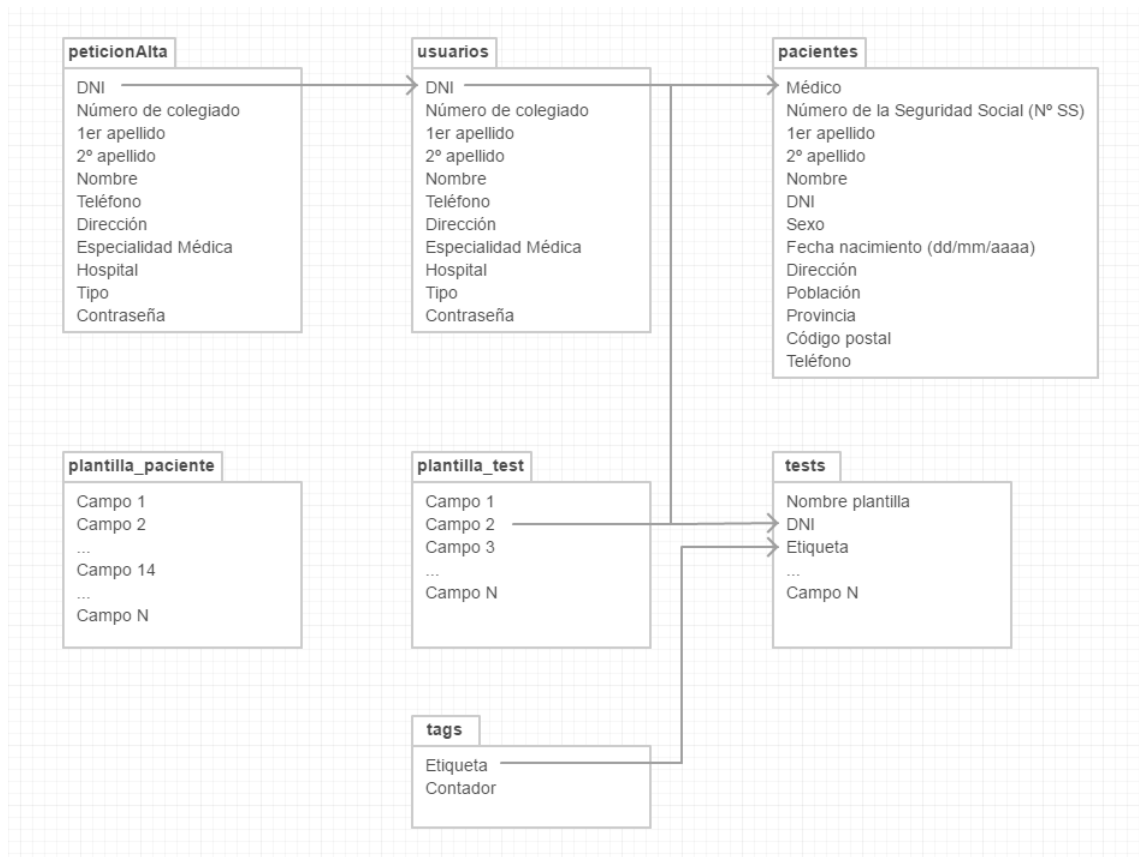 peticionAlta
DNI
Número de colegiado
1er apellido
2º apellido
Nombre
Teléfono
Dirección
Especialidad Médica
Hospital
Tipo
Contraseña
usuarios
DNI
Número de colegiado
1er apellido
2º apellido
Nombre
Teléfono
Dirección
Especialidad Médica
Hospital
Tipo
Contraseña
pacientes
Médico
Número de la Seguridad Social (Nº SS)
1er apellido
2º apellido
Nombre
DNI
Sexo
Fecha nacimiento (dd/mm/aaaa)
Dirección
Población
Provincia
Código postal
Teléfono
plantilla_paciente
Campo 1
Campo 2
...
Campo 14
...
Campo N
plantilla_test
Campo 1
Campo 2
Campo 3
...
Campo N
tests
Nombre plantilla
DNI
Etiqueta
...
Campo N
tags
Etiqueta
Contador